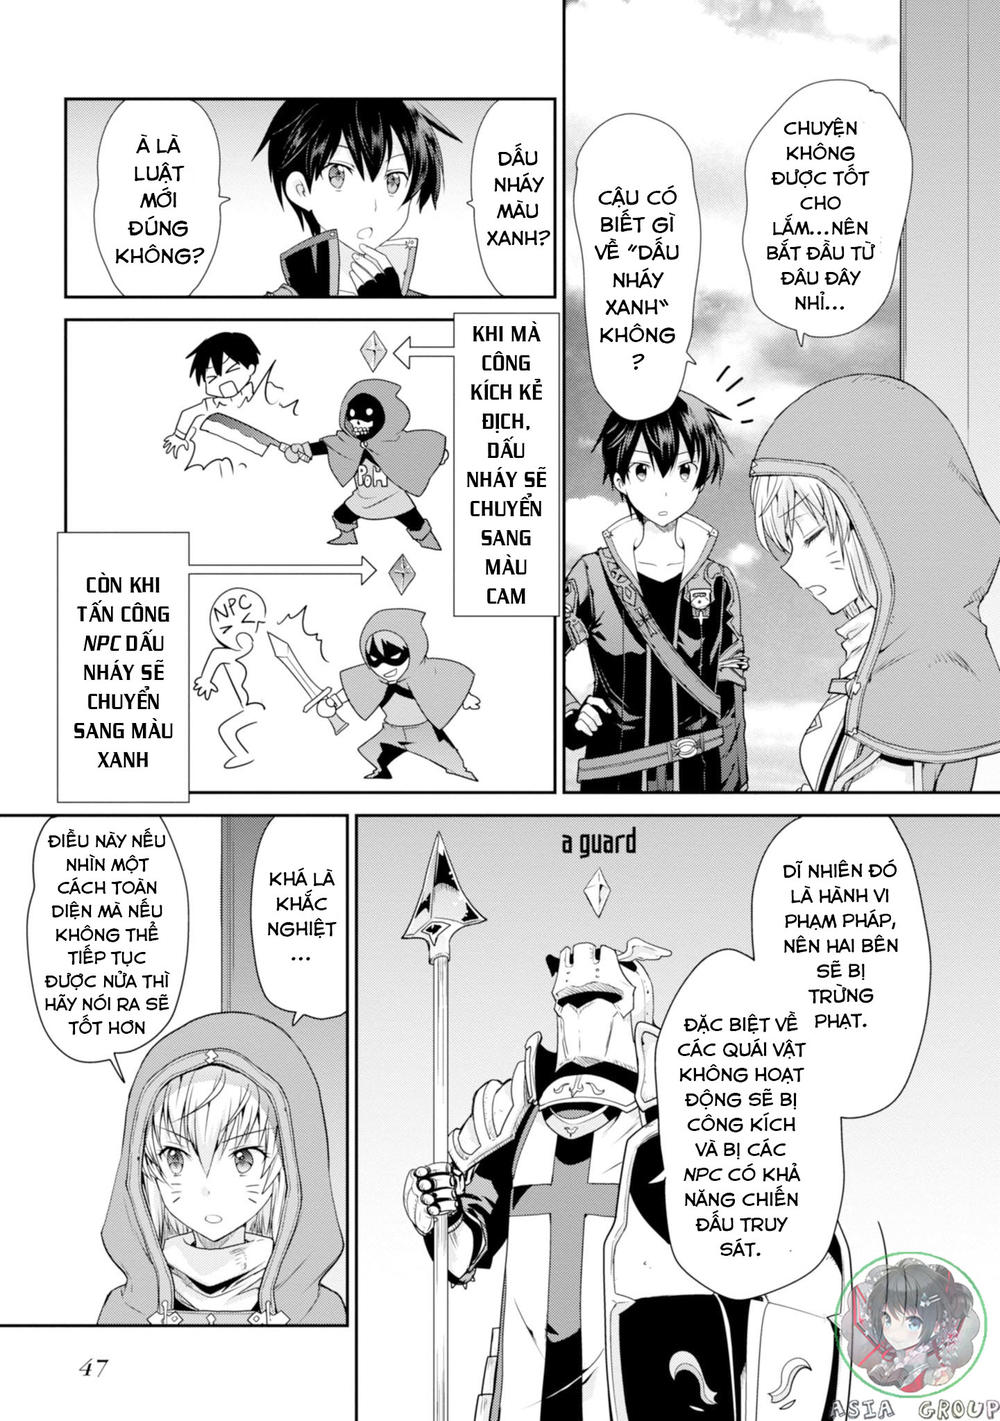 CHUYỆN
KHÔNG
ĐƯỢC TỐT
CHO
LẮM...NÊN
BẮT ĐẦU TỪ
ĐÂU ĐÂY
NHỈ...
CẬU CÓ
BIẾT GÌ
VỀ "DẤU
NHÁY
XANH"
KHÔNG
?
DẤU
NHÁY
MÀU
XANH?
À LÀ
LUẬT
MỚI
ĐÚNG
KHÔNG?
KHI MÀ
CÔNG
KÍCH KẺ
ĐỊCH,
DẤU
NHÁY SẼ
CHUYỂN
SANG
MÀU
CAM
PoH
CÒN KHI
TẤN CÔNG
NPC DẤU
NHÁY SẼ
CHUYỂN
SANG MÀU
XANH
NPC
a guard
DĨ NHIÊN ĐÓ
LÀ HÀNH VI
PHẠM PHÁP,
NÊN HAI BÊN
SẼ BỊ
TRỪNG
PHẠT.
ĐẶC BIỆT VỀ
CÁC QUÁI VẬT
KHÔNG HOẠT
ĐỘNG SẼ BỊ
CÔNG KÍCH
VÀ BỊ CÁC
NPC CÓ KHẢ
NĂNG CHIẾN
ĐẤU TRUY
SÁT.
KHÁ LÀ
KHẮC
NGHIỆT
...
ĐIỀU NÀY NẾU
NHÌN MỘT
CÁCH TOÀN
DIỆN MÀ NẾU
KHÔNG THỂ
TIẾP TỤC
ĐƯỢC NỬA THÌ
HÃY NÓI RA SẼ
TỐT HƠN
47
ASIA GROUP